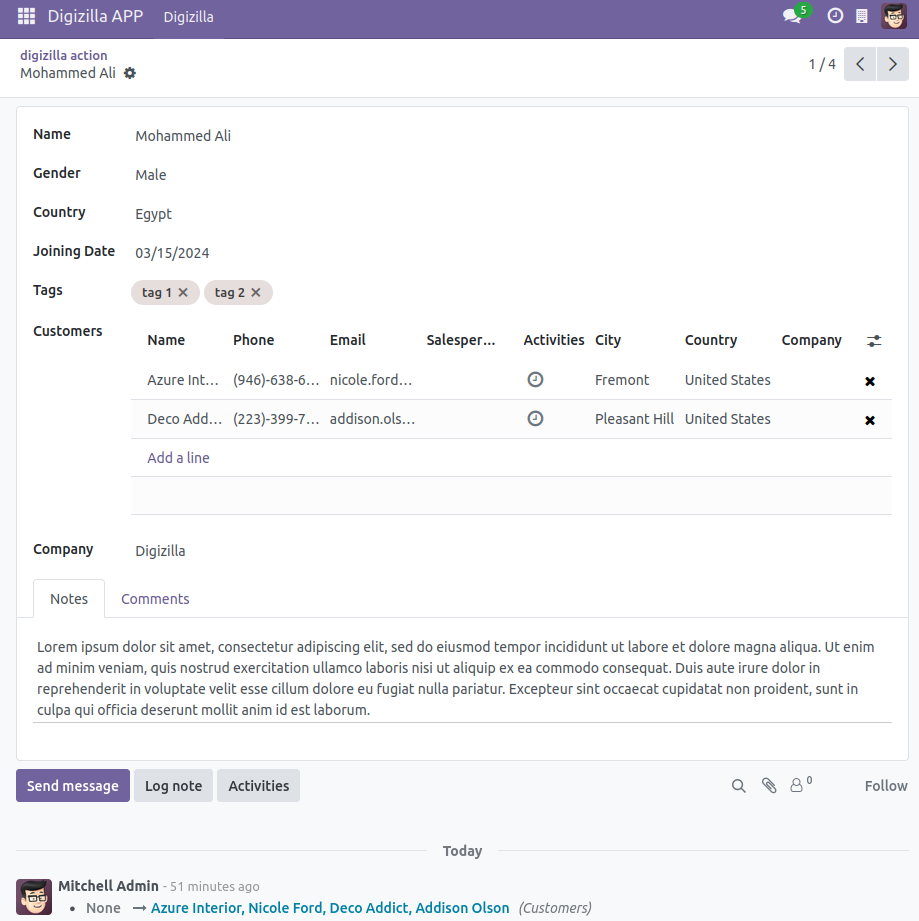 Digizilla APP Digizilla 5
digizilla action
Mohammed Ali
1 / 4
Name Mohammed Ali
Gender Male
Country Egypt
Joining Date 03/15/2024
Tags tag 1 × tag 2 ×
Customers
Name Phone Email Salesper... Activities City Country Company
Azure Int... (946)-638-6... nicole.ford... Fremont United States
Deco Add... (223)-399-7... addison.ols... Pleasant Hill United States
Add a line
Company Digizilla
Notes Comments
Lorem ipsum dolor sit amet, consectetur adipiscing elit, sed do eiusmod tempor incididunt ut labore et dolore magna aliqua. Ut enim
ad minim veniam, quis nostrud exercitation ullamco laboris nisi ut aliquip ex ea commodo consequat. Duis aute irure dolor in
reprehenderit in voluptate velit esse cillum dolore eu fugiat nulla pariatur. Excepteur sint occaecat cupidatat non proident, sunt in
culpa qui officia deserunt mollit anim id est laborum.
Send message Log note Activities 0 Follow
Today
Mitchell Admin - 51 minutes ago
• None → Azure Interior, Nicole Ford, Deco Addict, Addison Olson (Customers)